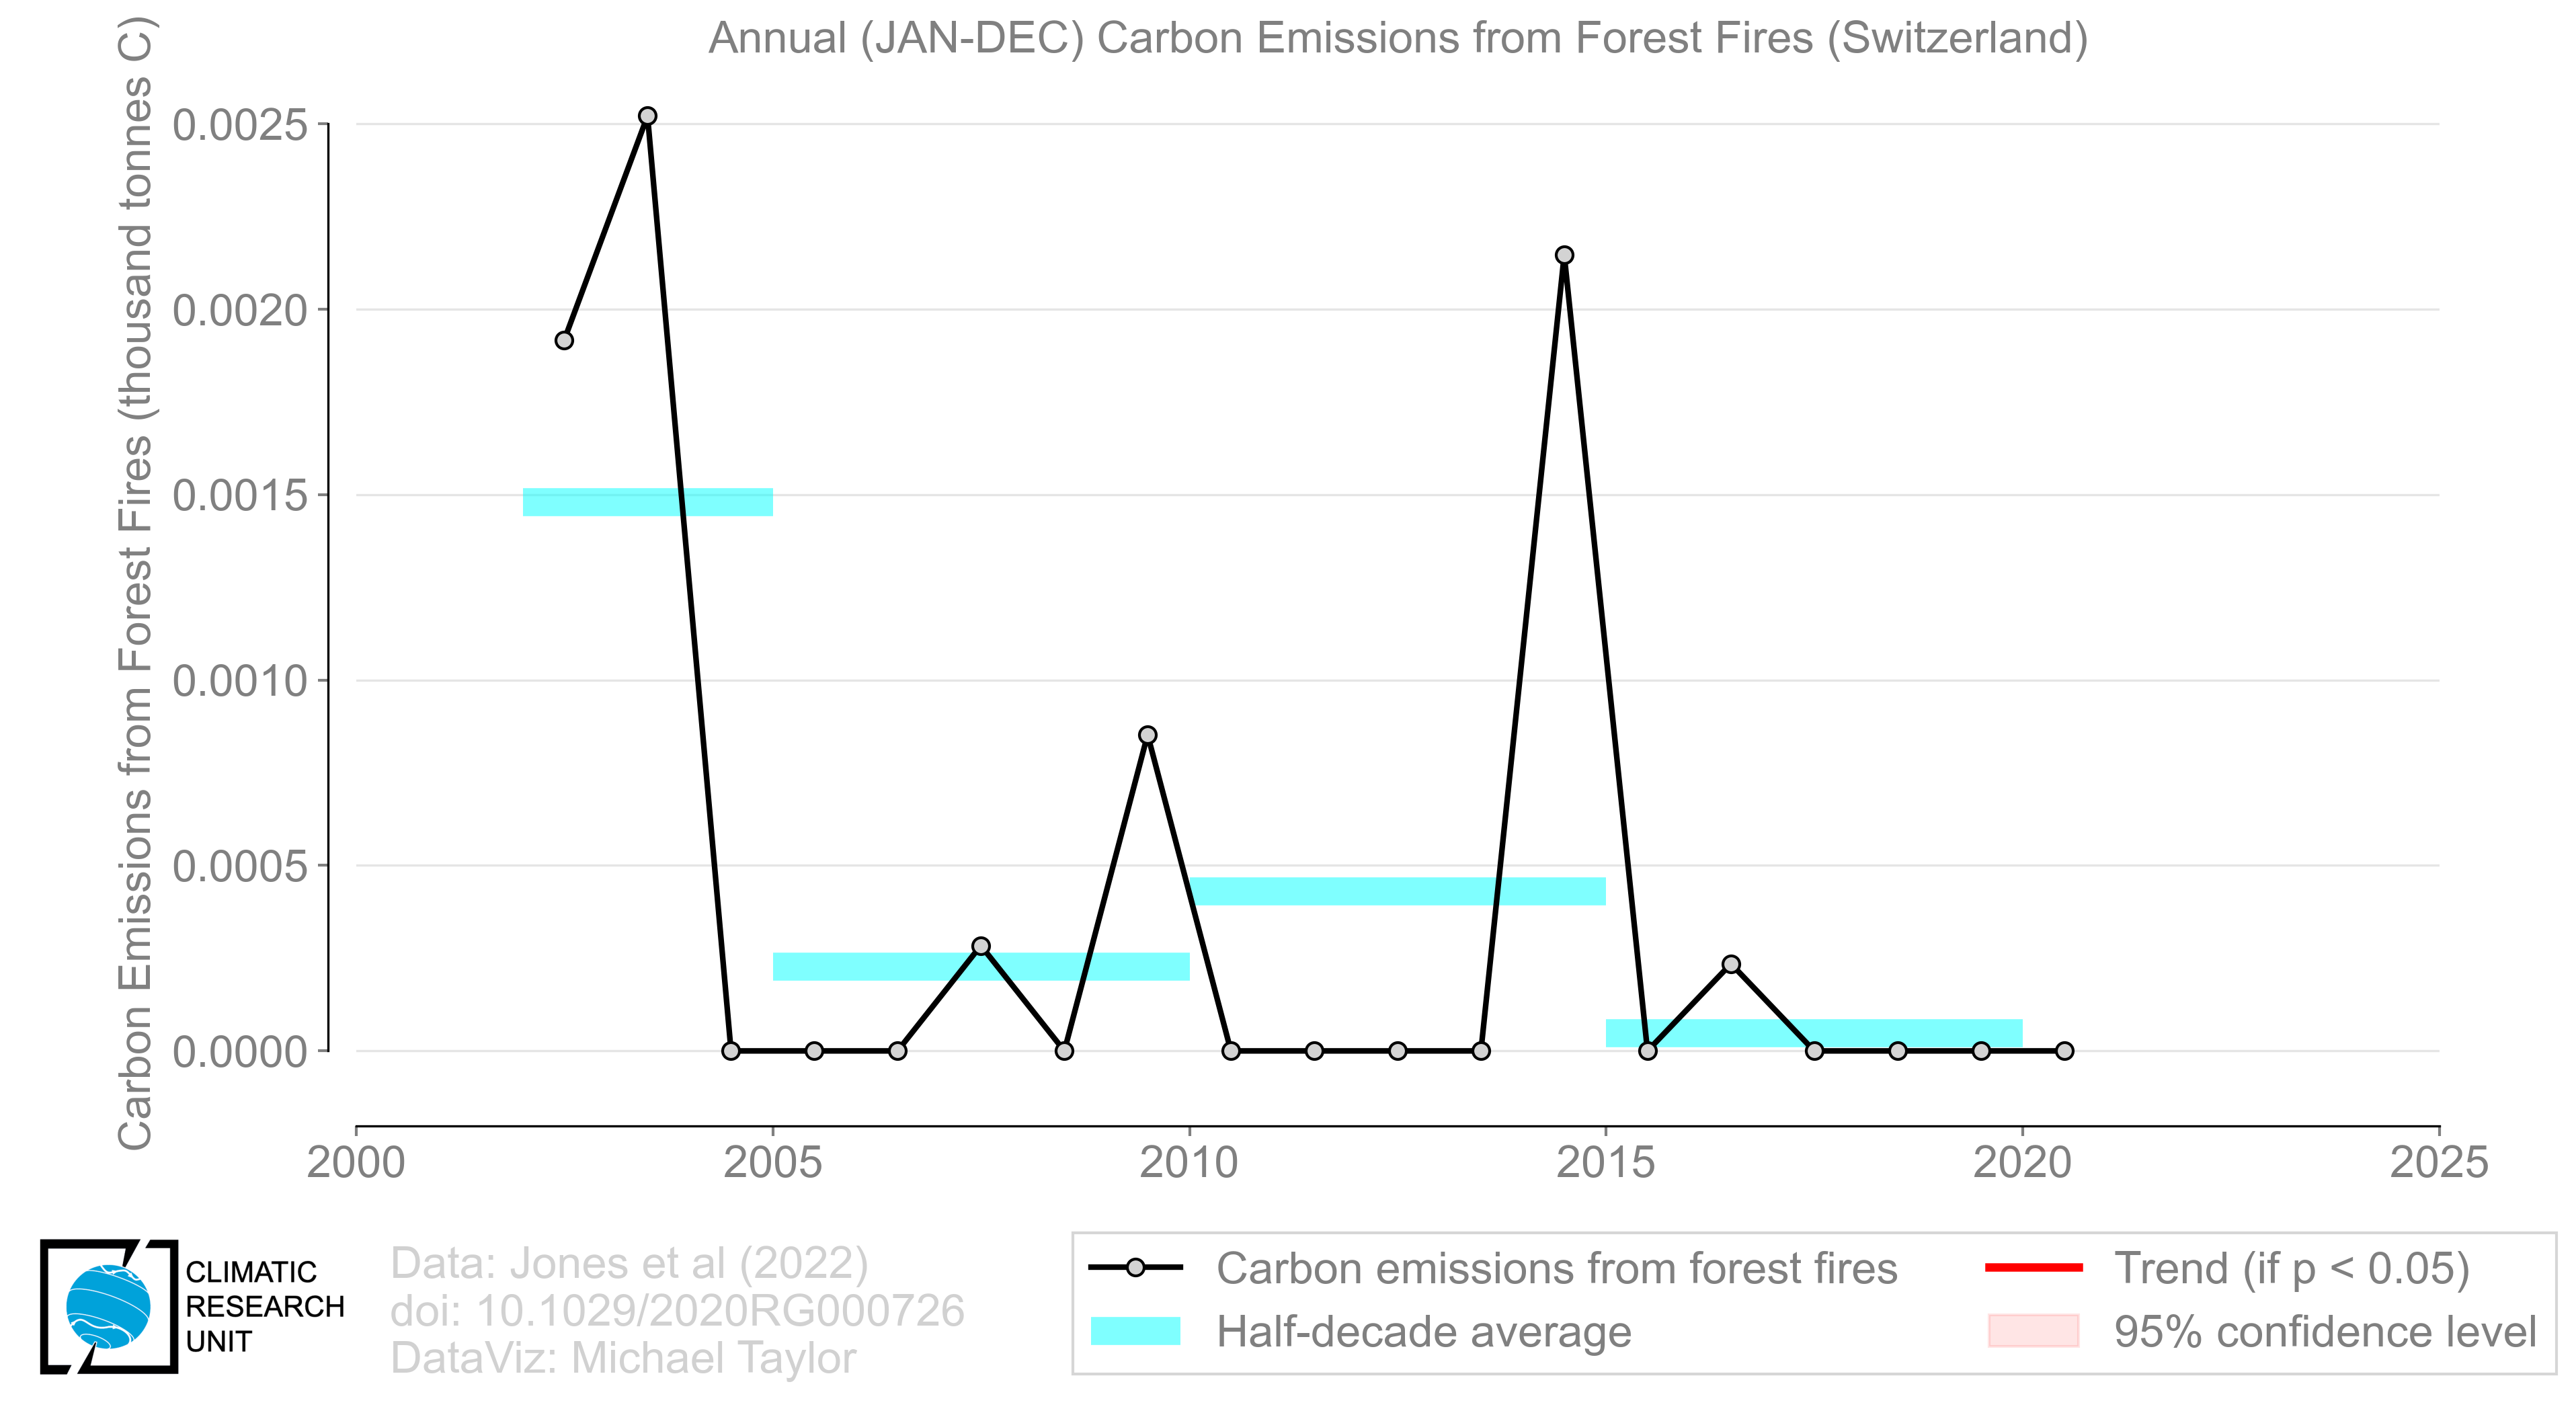 Annual (JAN-DEC) Carbon Emissions from Forest Fires (Switzerland)
Carbon Emissions from Forest Fires (thousand tonnes C)
0.0025
0.0020
0.0015
0.0010
0.0005
0.0000
2000 2005 2010 2015 2020 2025
CLIMATIC
RESEARCH
UNIT
Data: Jones et al (2022)
doi: 10.1029/2020RG000726
DataViz: Michael Taylor
Carbon emissions from forest fires
Half-decade average
Trend (if p < 0.05)
95% confidence level